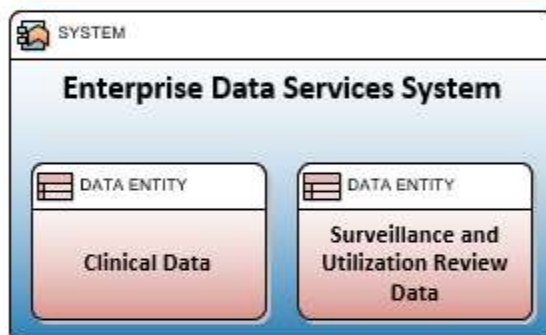 SYSTEM
Enterprise Data Services System
DATA ENTITY
Clinical Data
DATA ENTITY
Surveillance and
Utilization Review
Data